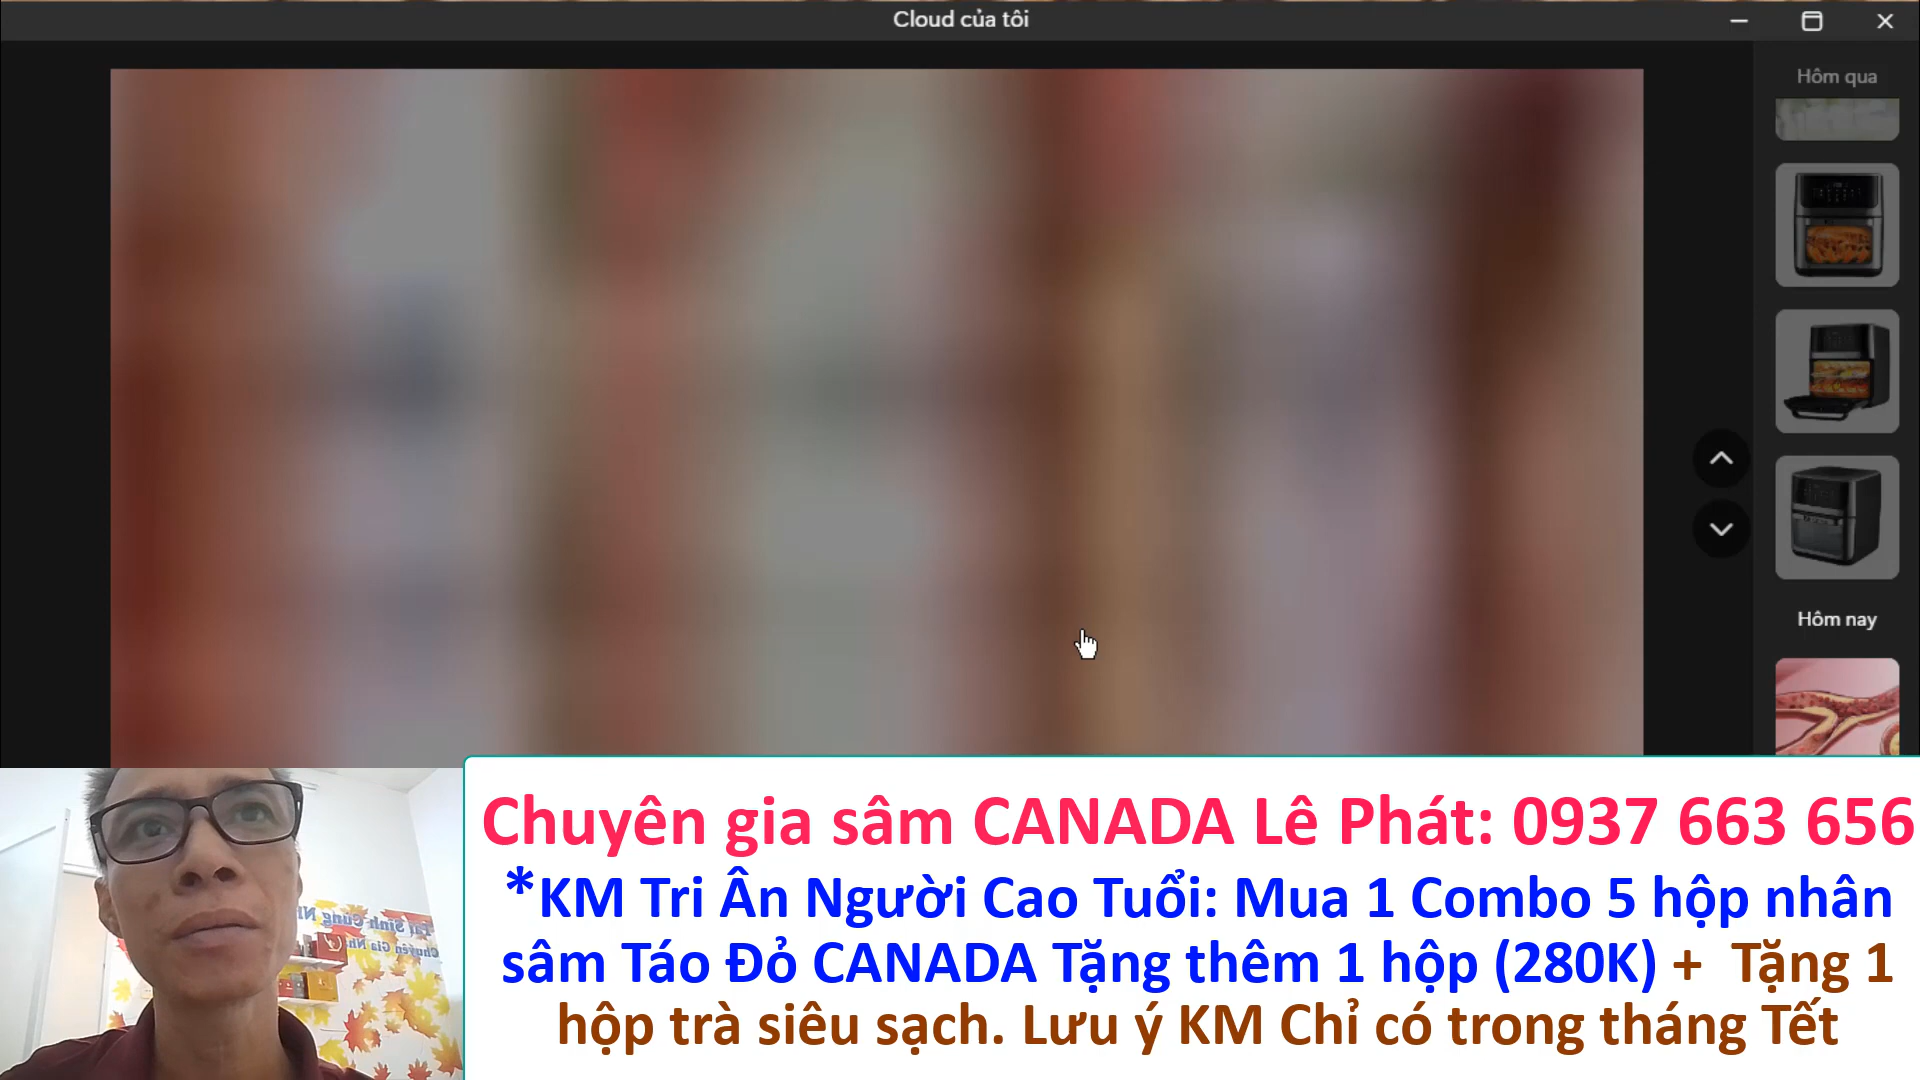 Cloud của tôi
Hôm qua
Hôm nay
Chuyên gia sâm CANADA Lê Phát: 0937 663 656
*KM Tri Ân Người Cao Tuổi: Mua 1 Combo 5 hộp nhân
sâm Táo Đỏ CANADA Tặng thêm 1 hộp (280K) + Tặng 1
hộp trà siêu sạch. Lưu ý KM Chỉ có trong tháng Tết